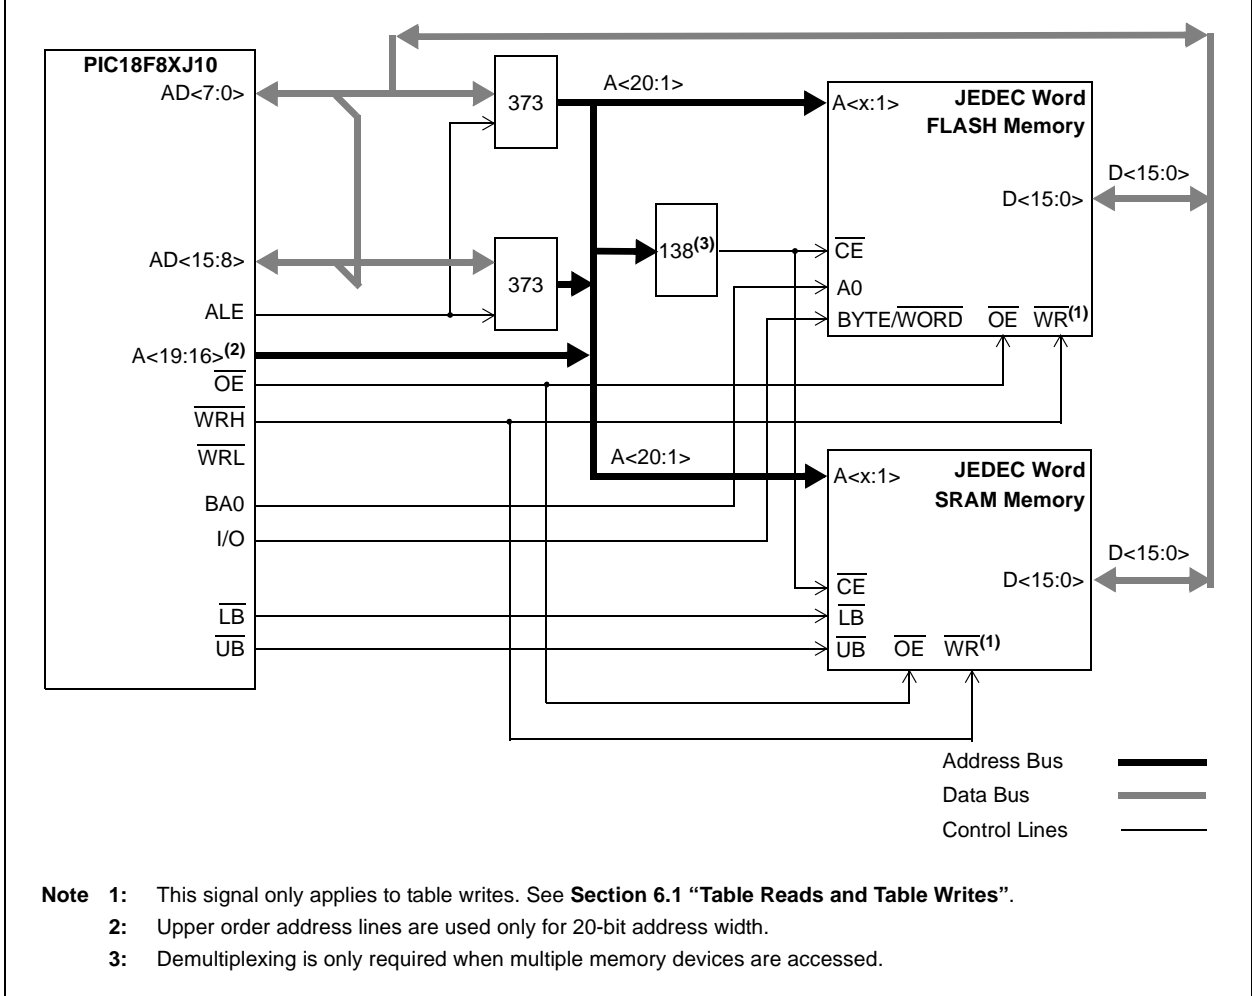 PIC18F8XJ10
AD<7:0>
373
A<20:1>
A<x:1>
JEDEC Word
FLASH Memory
D<15:0>
D<15:0>
AD<15:8>
373
138(3)
CE
A0
BYTE/WORD OE WR(1)
ALE
A<19:16>(2)
OE
WRH
WRL
BA0
I/O
LB
UB
A<20:1>
A<x:1>
JEDEC Word
SRAM Memory
D<15:0>
D<15:0>
CE
LB
UB OE WR(1)
Address Bus
Data Bus
Control Lines
Note 1: This signal only applies to table writes. See Section 6.1 “Table Reads and Table Writes”.
2: Upper order address lines are used only for 20-bit address width.
3: Demultiplexing is only required when multiple memory devices are accessed.